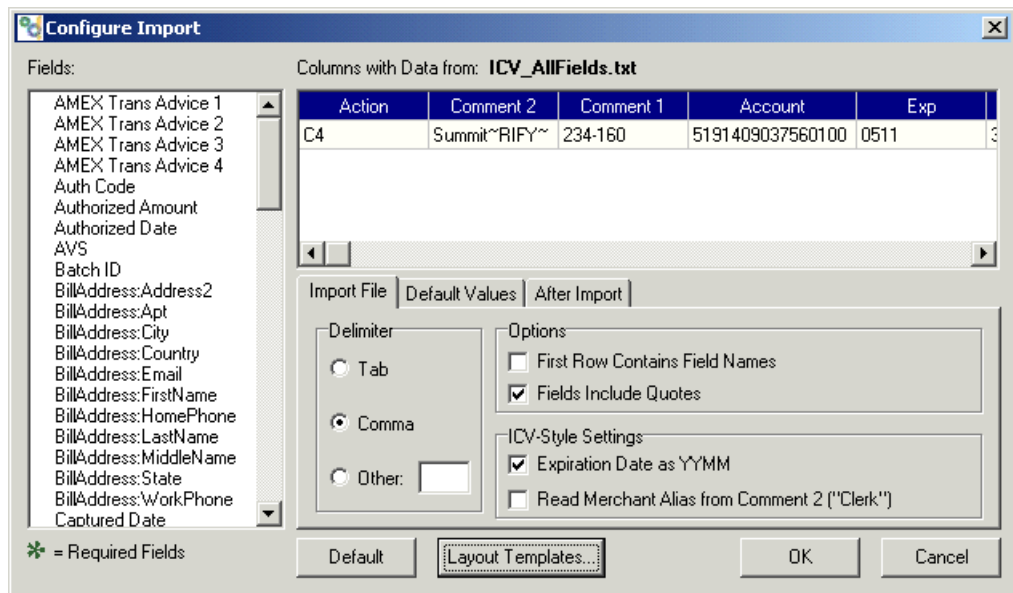 Configure Import
Fields:
Columns with Data from: ICV_AllFields.txt
AMEX Trans Advice 1
AMEX Trans Advice 2
AMEX Trans Advice 3
AMEX Trans Advice 4
Auth Code
Authorized Amount
Authorized Date
AVS
Batch ID
BillAddress:Address2
BillAddress:Apt
BillAddress:City
BillAddress:Country
BillAddress:Email
BillAddress:FirstName
BillAddress:HomePhone
BillAddress:LastName
BillAddress:MiddleName
BillAddress:State
BillAddress:WorkPhone
Captured Date
* = Required Fields
Action Comment 2 Comment 1 Account Exp
C4 Summit~RIFY~ 234-160 5191409037560100 0511
Import File Default Values After Import
Delimiter
Tab
Comma
Other:
Options
First Row Contains Field Names
Fields Include Quotes
ICV-Style Settings
Expiration Date as YYMM
Read Merchant Alias from Comment 2 ("Clerk")
Default Layout Templates... OK Cancel